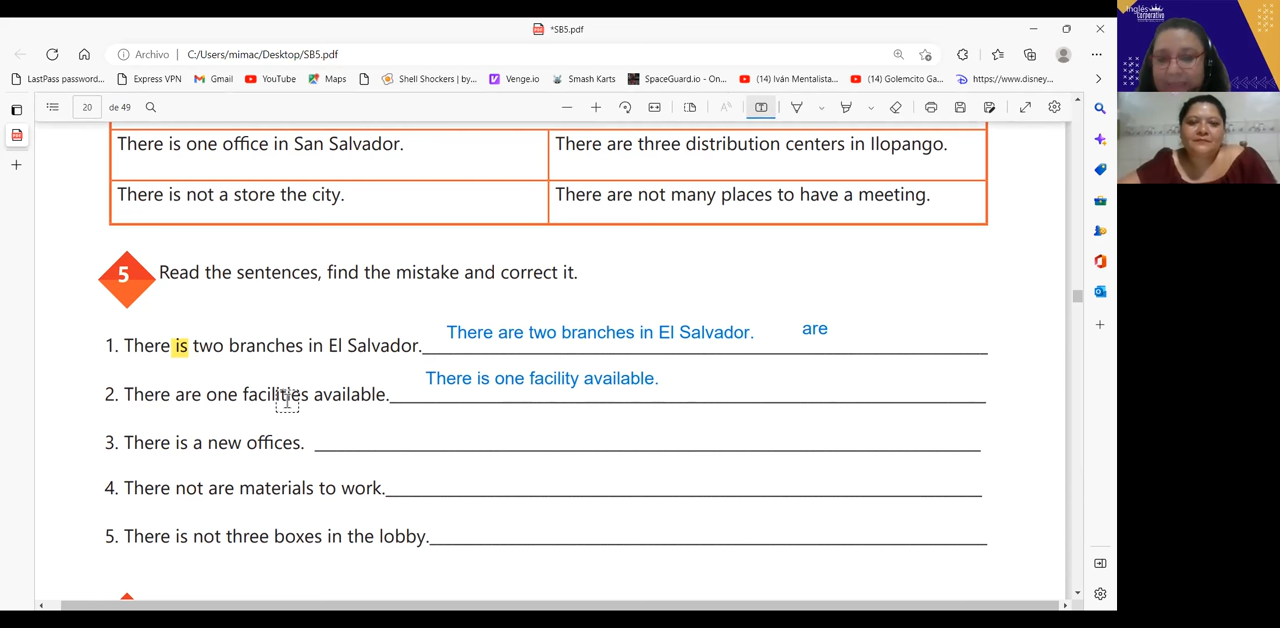 *SB5.pdf
Inglés
Corporativo
Archivo | C:/Users/mimac/Desktop/SB5.pdf
LastPass password... Express VPN Gmail YouTube Maps Shell Shockers | by... Venge.io Smash Karts SpaceGuard.io - On... (14) Iván Mentalista... (14) Golemcito Ga... https://www.disney...
20 de 49
There is one office in San Salvador. There are three distribution centers in Ilopango.
There is not a store the city. There are not many places to have a meeting.
5 Read the sentences, find the mistake and correct it.
There are two branches in El Salvador. are
1. There is two branches in El Salvador.
There is one facility available.
2. There are one facilities available.
3. There is a new offices.
4. There not are materials to work.
5. There is not three boxes in the lobby.